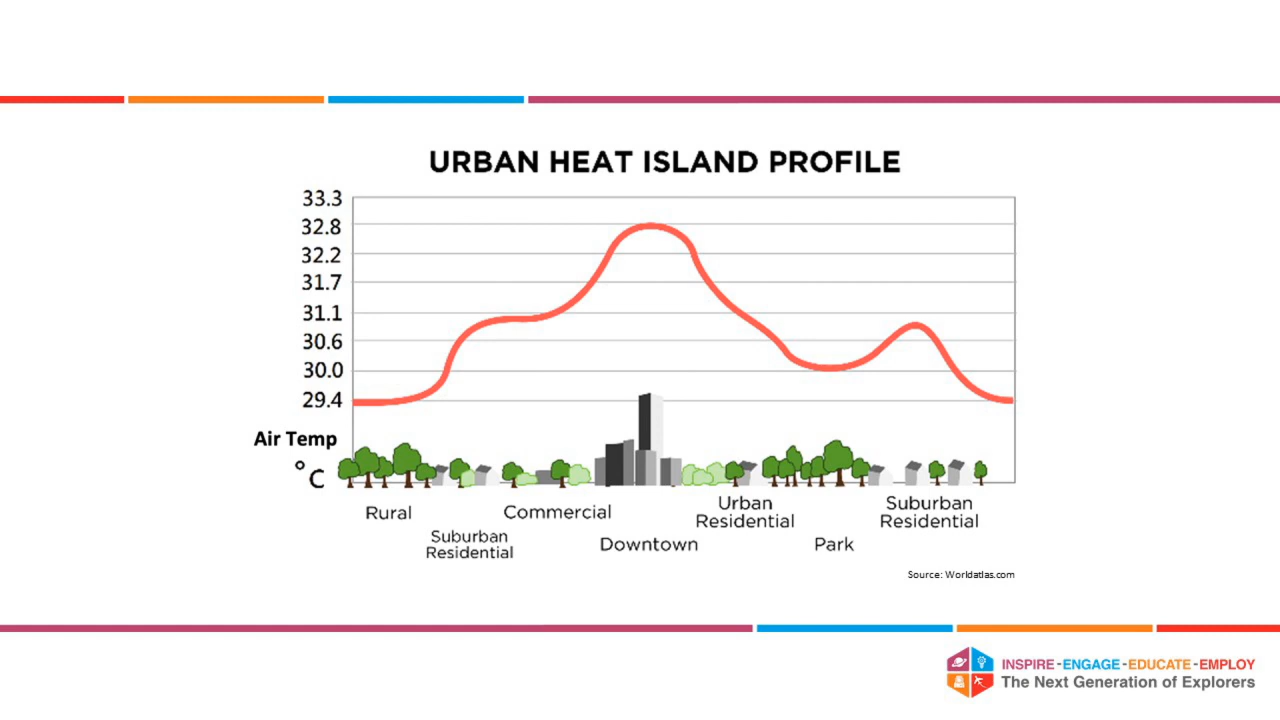 URBAN HEAT ISLAND PROFILE
33.3
32.8
32.2
31.7
31.1
30.6
30.0
29.4
Air Temp
°C
Rural
Suburban
Residential
Commercial
Downtown
Urban
Residential
Park
Suburban
Residential
Source: Worldatlas.com
INSPIRE - ENGAGE - EDUCATE - EMPLOY
The Next Generation of Explorers